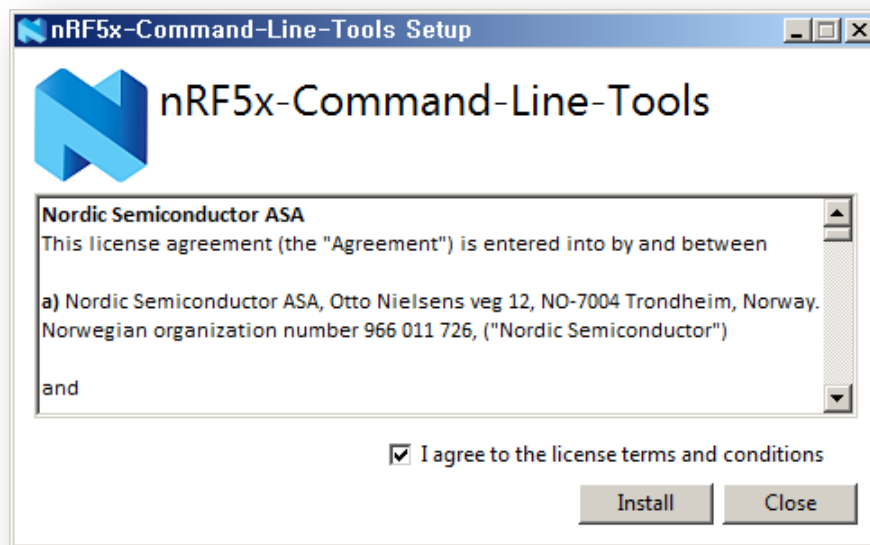 nRF5x-Command-Line-Tools Setup
nRF5x-Command-Line-Tools
Nordic Semiconductor ASA
This license agreement (the "Agreement") is entered into by and between
a) Nordic Semiconductor ASA, Otto Nielsens veg 12, NO-7004 Trondheim, Norway.
Norwegian organization number 966 011 726, ("Nordic Semiconductor")
and
I agree to the license terms and conditions
Install Close